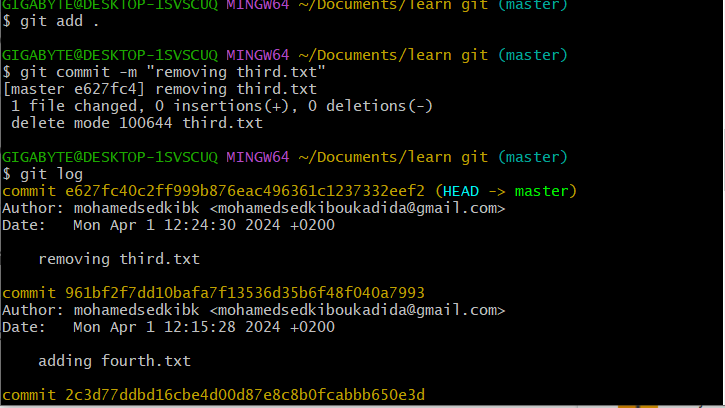 GIGABYTE@DESKTOP-1SVSCUQ MINGW64 ~/Documents/learn git (master)
$ git add .
GIGABYTE@DESKTOP-1SVSCUQ MINGW64 ~/Documents/learn git (master)
$ git commit -m "removing third.txt"
[master e627fc4] removing third.txt
1 file changed, 0 insertions(+), 0 deletions(-)
delete mode 100644 third.txt
GIGABYTE@DESKTOP-1SVSCUQ MINGW64 ~/Documents/learn git (master)
$ git log
commit e627fc40c2ff999b876eac496361c1237332eef2 (HEAD -> master)
Author: mohamedsedkibk <mohamedsedkiboukadida@gmail.com>
Date:   Mon Apr 1 12:24:30 2024 +0200
removing third.txt
commit 961bf2f7dd10bafa7f13536d35b6f48f040a7993
Author: mohamedsedkibk <mohamedsedkiboukadida@gmail.com>
Date:   Mon Apr 1 12:15:28 2024 +0200
adding fourth.txt
commit 2c3d77ddbd16cbe4d00d87e8c8b0fcabbb650e3d